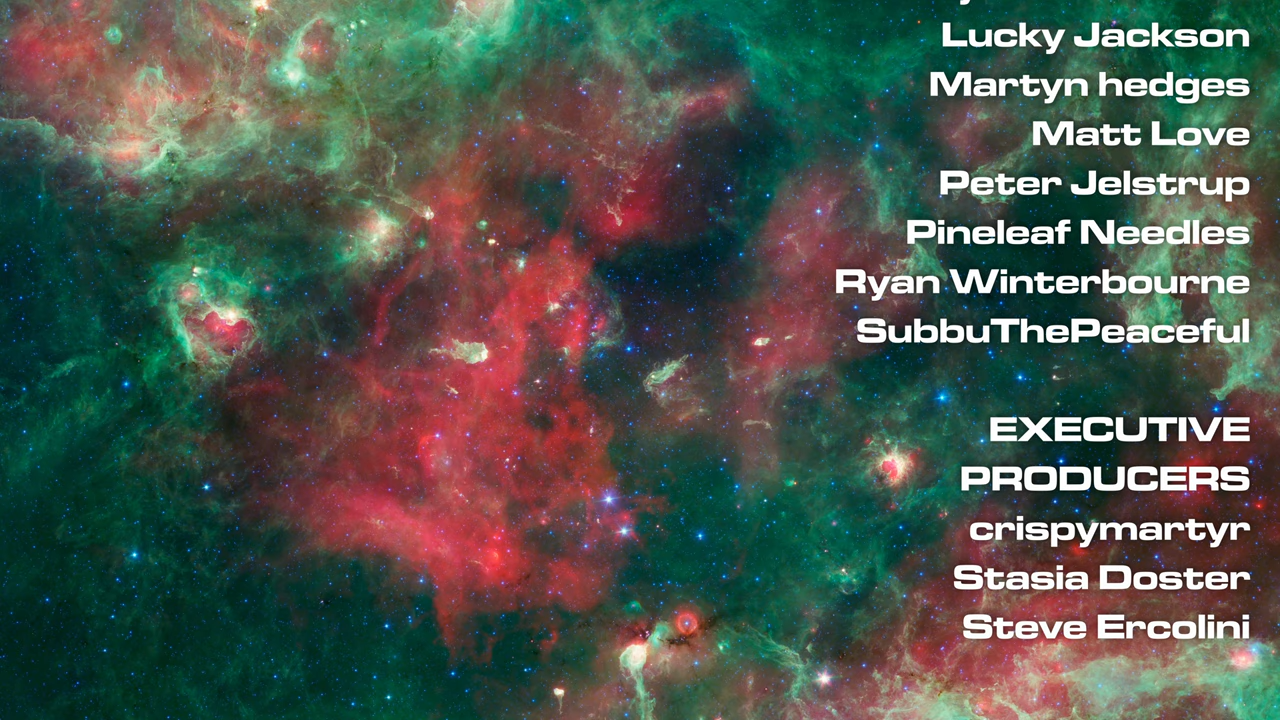 Lucky Jackson
Martyn hedges
Matt Love
Peter Jelstrup
Pineleaf Needles
Ryan Winterbourne
SubbuThePeaceful
EXECUTIVE
PRODUCERS
crispymartyr
Stasia Doster
Steve Ercolini